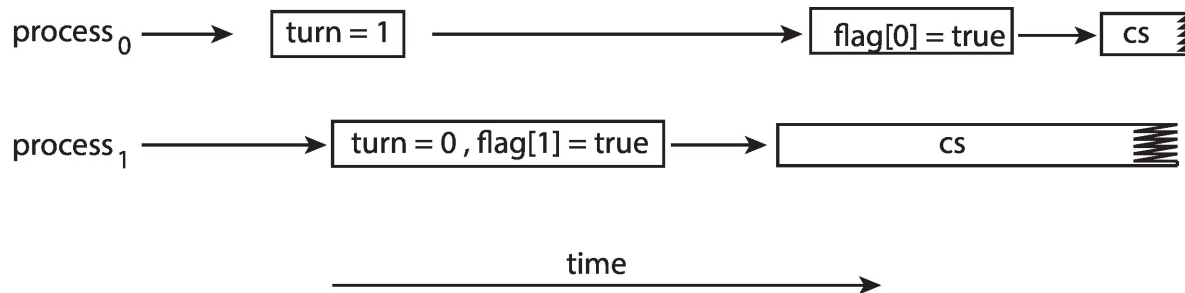 process0 turn = 1 flag[0] = true cs
process1 turn = 0 , flag[1] = true cs
time